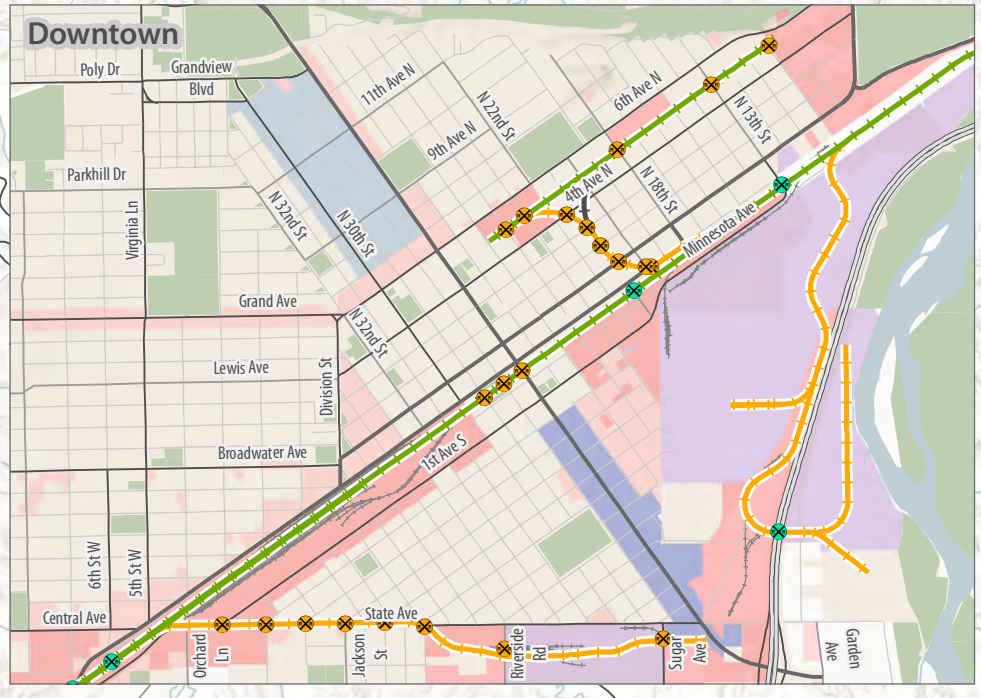 Downtown
Poly Dr
Grandview
Blvd
11th Ave N
6th Ave N
N 22nd St
N 13th St
9th Ave N
Parkhill Dr
4th Ave N
N 18th St
Virginia Ln
N 32nd St
N 30th St
Minnesota Ave
Grand Ave
N 32nd St
Lewis Ave
Division St
Broadwater Ave
1st Ave S
6th St W
5th St W
Central Ave
State Ave
Orchard
Ln
Jackson
St
Riverside
Rd
Sugar
Ave
Garden
Ave